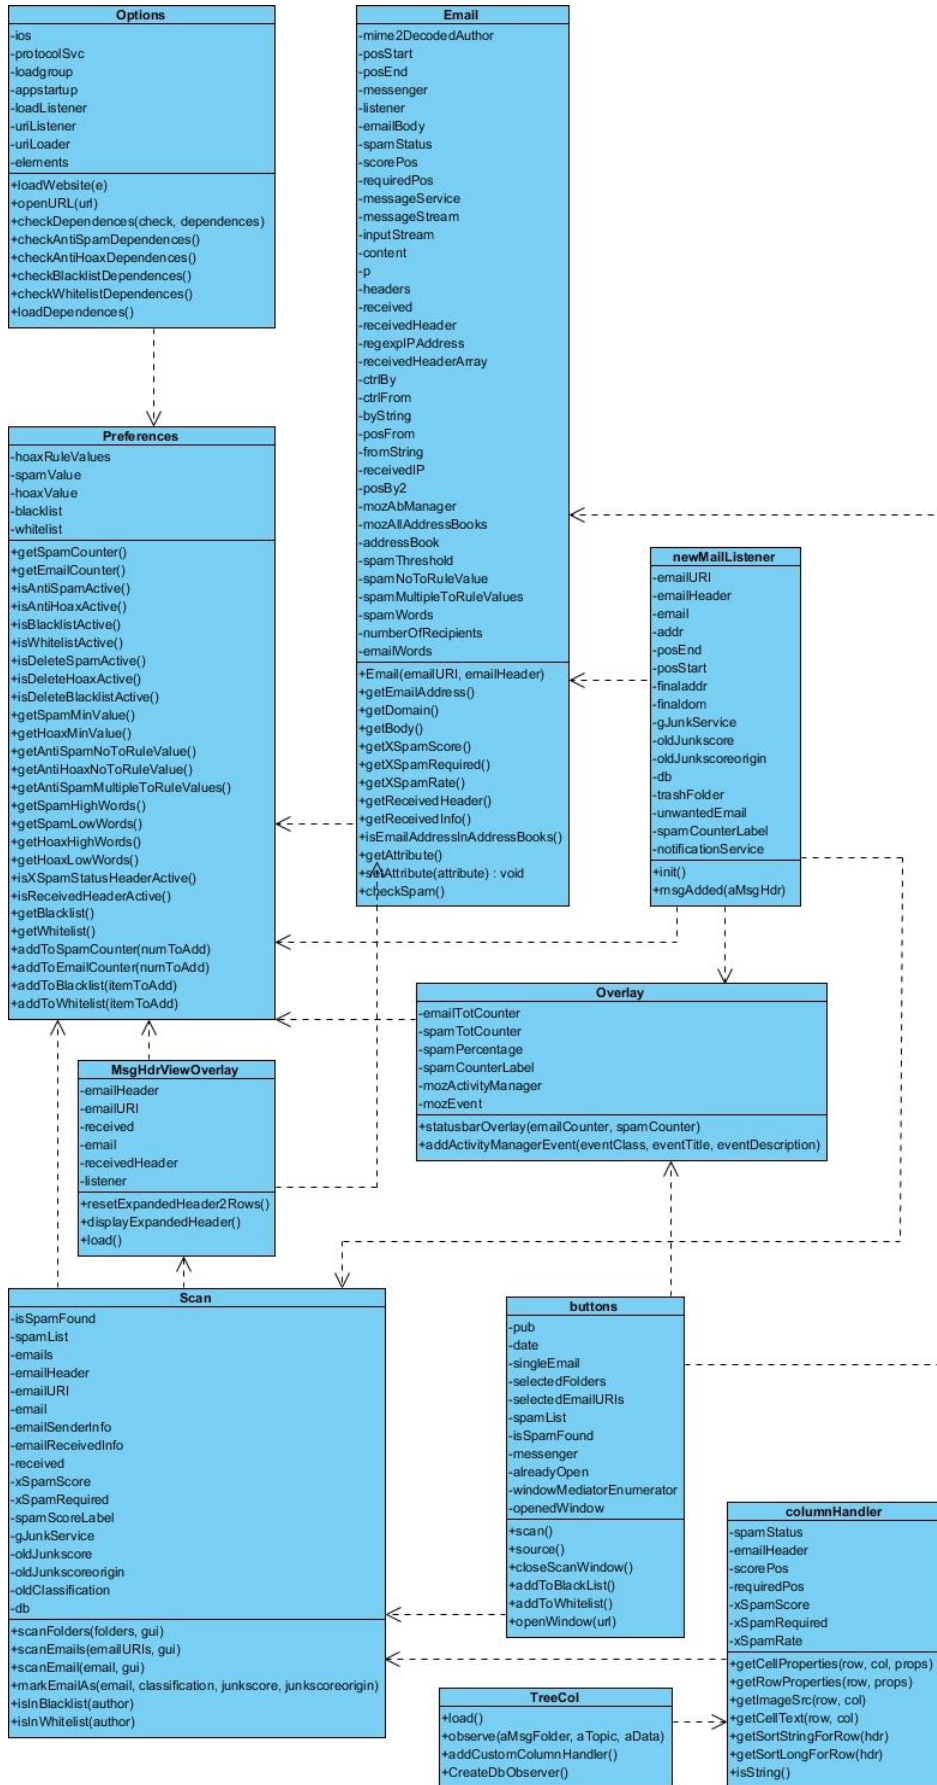 Options
-ios
-protocolSvc
-loadgroup
-appstartup
-loadListener
-uriListener
-uriLoader
-elements
+loadWebsite(e)
+openURL(url)
+checkDependences(check, dependences)
+checkAntiSpamDependences()
+checkAntiHoaxDependences()
+checkBlacklistDependences()
+checkWhitelistDependences()
+loadDependences()
Email
-mime2DecodedAuthor
-posStart
-posEnd
-messenger
-listener
-emailBody
-spamStatus
-scorePos
-requiredPos
-messageService
-messageStream
-inputStream
-content
-p
-headers
-received
-receivedHeader
-regexpIPAddress
-receivedHeaderArray
-ctrlBy
-ctrlFrom
-byString
-posFrom
-fromString
-receivedIP
-posBy2
-mozAbManager
-mozAllAddressBooks
-addressBook
-spamThreshold
-spamNoToRuleValue
-spamMultipleToRuleValues
-spamWords
-numberOfRecipients
-emailWords
+Email(emailURI, emailHeader)
+getEmailAddress()
+getDomain()
+getBody()
+getXSpamScore()
+getXSpamRequired()
+getXSpamRate()
+getReceivedHeader()
+getReceivedInfo()
+isEmailAddressInAddressBooks()
+getAttribute()
+setAttribute(attribute) : void
+checkSpam()
Preferences
-hoaxRuleValues
-spamValue
-hoaxValue
-blacklist
-whitelist
+getSpamCounter()
+getEmailCounter()
+isAntiSpamActive()
+isAntiHoaxActive()
+isBlacklistActive()
+isWhitelistActive()
+isDeleteSpamActive()
+isDeleteHoaxActive()
+isDeleteBlacklistActive()
+getSpamMinValue()
+getHoaxMinValue()
+getAntiSpamNoToRuleValue()
+getAntiHoaxNoToRuleValue()
+getAntiSpamMultipleToRuleValues()
+getSpamHighWords()
+getSpamLowWords()
+getHoaxHighWords()
+getHoaxLowWords()
+isXSpamStatusHeaderActive()
+isReceivedHeaderActive()
+getBlacklist()
+getWhitelist()
+addToSpamCounter(numToAdd)
+addToEmailCounter(numToAdd)
+addToBlacklist(itemToAdd)
+addToWhitelist(itemToAdd)
newMailListener
-emailURI
-emailHeader
-email
-addr
-posEnd
-posStart
-finaladdr
-finaldom
-gJunkService
-oldJunkscore
-oldJunkscoreorigin
-db
-trashFolder
-unwantedEmail
-spamCounterLabel
-notificationService
+init()
+msgAdded(aMsgHdr)
Overlay
-emailTotCounter
-spamTotCounter
-spamPercentage
-spamCounterLabel
-mozActivityManager
-mozEvent
+statusbarOverlay(emailCounter, spamCounter)
+addActivityManagerEvent(eventClass, eventTitle, eventDescription)
MsgHdrViewOverlay
-emailHeader
-emailURI
-received
-email
-receivedHeader
-listener
+resetExpandedHeader2Rows()
+displayExpandedHeader()
+load()
Scan
-isSpamFound
-spamList
-emails
-emailHeader
-emailURI
-email
-emailSenderInfo
-emailReceivedInfo
-received
-xSpamScore
-xSpamRequired
-spamScoreLabel
-gJunkService
-oldJunkscore
-oldJunkscoreorigin
-oldClassification
-db
+scanFolders(folders, gui)
+scanEmails(emailURIs, gui)
+scanEmail(email, gui)
+markEmailAs(email, classification, junkscore, junkscoreorigin)
+isInBlacklist(author)
+isInWhitelist(author)
buttons
-pub
-date
-singleEmail
-selectedFolders
-selectedEmailURIs
-spamList
-isSpamFound
-messenger
-alreadyOpen
-windowMediatorEnumerator
-openedWindow
+scan()
+source()
+closeScanWindow()
+addToBlackList()
+addToWhitelist()
+openWindow(url)
columnHandler
-spamStatus
-emailHeader
-scorePos
-requiredPos
-xSpamScore
-xSpamRequired
-xSpamRate
+getCellProperties(row, col, props)
+getRowProperties(row, props)
+getImageSrc(row, col)
+getCellText(row, col)
+getSortStringForRow(hdr)
+getSortLongForRow(hdr)
+isString()
TreeCol
+load()
+observe(aMsgFolder, aTopic, aData)
+addCustomColumnHandler()
+CreateDbObserver()